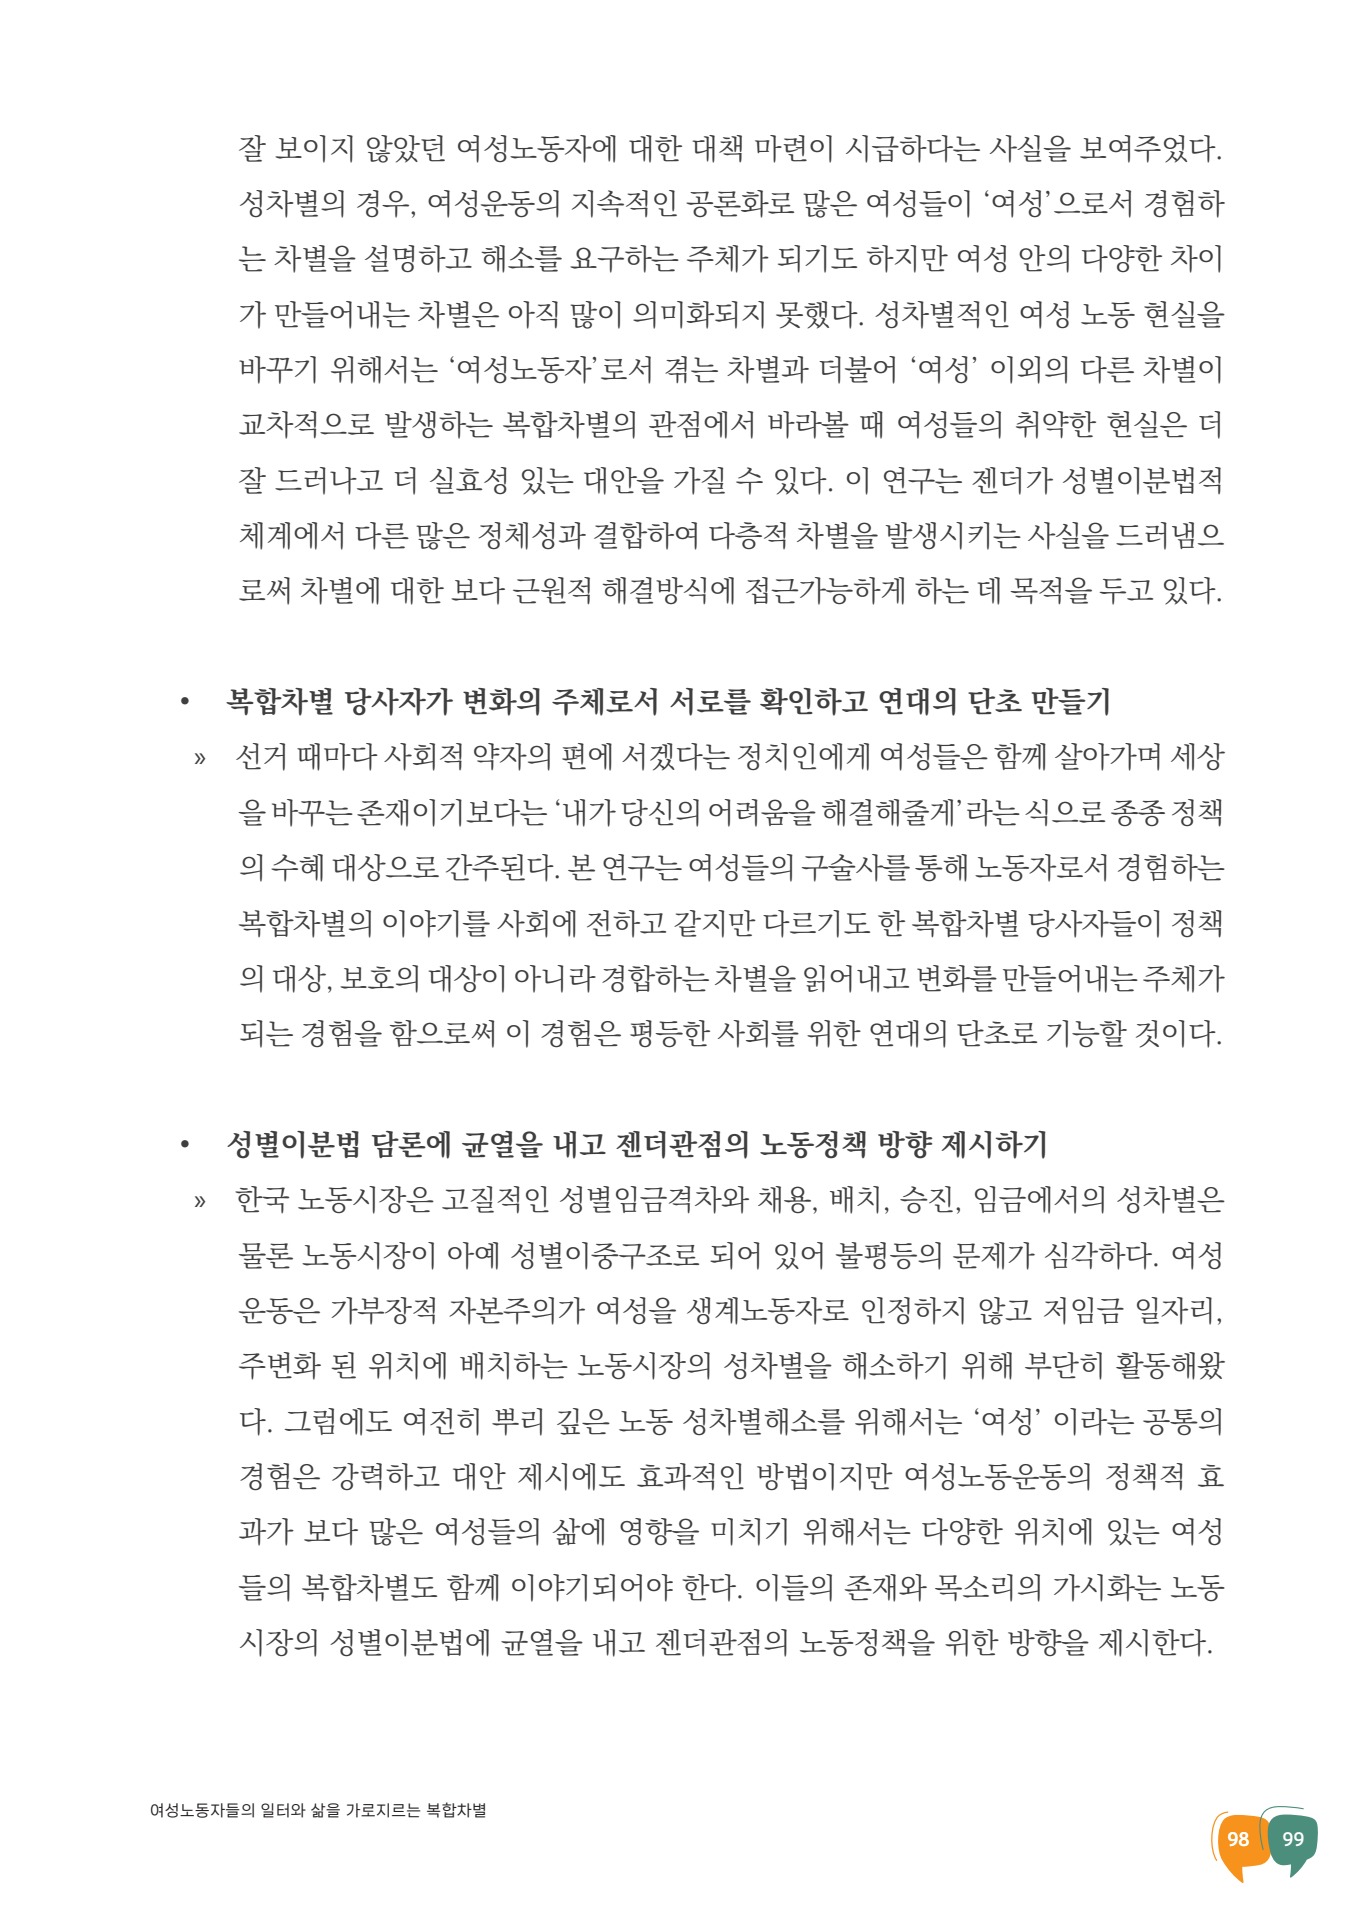 잘 보이지 않았던 여성노동자에 대한 대책 마련이 시급하다는 사실을 보여주었다.
성차별의 경우, 여성운동의 지속적인 공론화로 많은 여성들이 ‘여성’으로서 경험하
는 차별을 설명하고 해소를 요구하는 주체가 되기도 하지만 여성 안의 다양한 차이
가 만들어내는 차별은 아직 많이 의미화되지 못했다. 성차별적인 여성 노동 현실을
바꾸기 위해서는 ‘여성노동자’로서 겪는 차별과 더불어 ‘여성’ 이외의 다른 차별이
교차적으로 발생하는 복합차별의 관점에서 바라볼 때 여성들의 취약한 현실은 더
잘 드러나고 더 실효성 있는 대안을 가질 수 있다. 이 연구는 젠더가 성별이분법적
체계에서 다른 많은 정체성과 결합하여 다층적 차별을 발생시키는 사실을 드러냄으
로써 차별에 대한 보다 근원적 해결방식에 접근가능하게 하는 데 목적을 두고 있다.
• 복합차별 당사자가 변화의 주체로서 서로를 확인하고 연대의 단초 만들기
» 선거 때마다 사회적 약자의 편에 서겠다는 정치인에게 여성들은 함께 살아가며 세상
을 바꾸는 존재이기보다는 ‘내가 당신의 어려움을 해결해줄게’라는 식으로 종종 정책
의 수혜 대상으로 간주된다. 본 연구는 여성들의 구술사를 통해 노동자로서 경험하는
복합차별의 이야기를 사회에 전하고 같지만 다르기도 한 복합차별 당사자들이 정책
의 대상, 보호의 대상이 아니라 경합하는 차별을 읽어내고 변화를 만들어내는 주체가
되는 경험을 함으로써 이 경험은 평등한 사회를 위한 연대의 단초로 기능할 것이다.
• 성별이분법 담론에 균열을 내고 젠더관점의 노동정책 방향 제시하기
» 한국 노동시장은 고질적인 성별임금격차와 채용, 배치, 승진, 임금에서의 성차별은
물론 노동시장이 아예 성별이중구조로 되어 있어 불평등의 문제가 심각하다. 여성
운동은 가부장적 자본주의가 여성을 생계노동자로 인정하지 않고 저임금 일자리,
주변화 된 위치에 배치하는 노동시장의 성차별을 해소하기 위해 부단히 활동해왔
다. 그럼에도 여전히 뿌리 깊은 노동 성차별해소를 위해서는 ‘여성’ 이라는 공통의
경험은 강력하고 대안 제시에도 효과적인 방법이지만 여성노동운동의 정책적 효
과가 보다 많은 여성들의 삶에 영향을 미치기 위해서는 다양한 위치에 있는 여성
들의 복합차별도 함께 이야기되어야 한다. 이들의 존재와 목소리의 가시화는 노동
시장의 성별이분법에 균열을 내고 젠더관점의 노동정책을 위한 방향을 제시한다.
여성노동자들의 일터와 삶을 가로지르는 복합차별
98 99